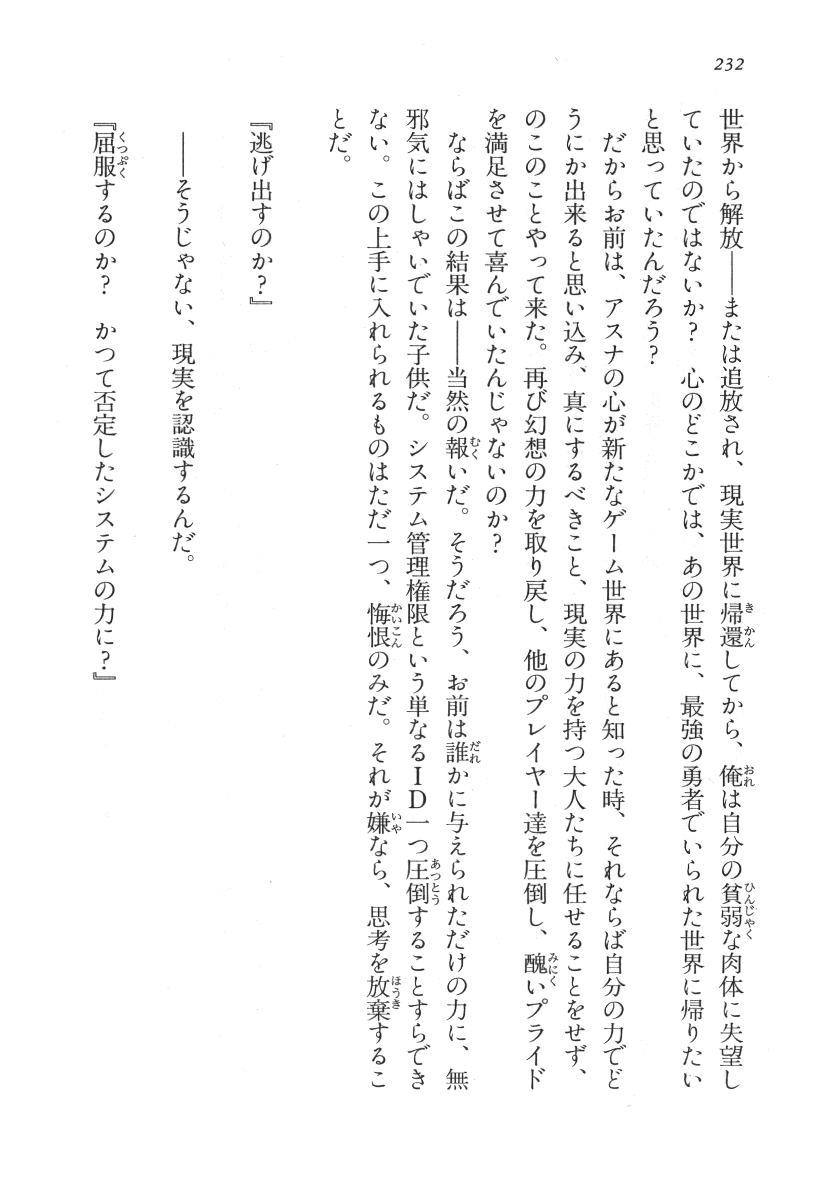 232
世界から解放――または追放され、現実世界に帰還してから、俺は自分の貧弱な肉体に失望し
ていたのではないか？　心のどこかでは、あの世界に、最強の勇者でいられた世界に帰りたい
と思っていたんだろう？
　だからお前は、アスナの心が新たなゲーム世界にあると知った時、それならば自分の力でど
うにか出来ると思い込み、真にするべきこと、現実の力を持つ大人たちに任せることをせず、
のこのことやって来た。再び幻想の力を取り戻し、他のプレイヤー達を圧倒し、醜いプライド
を満足させて喜んでいたんじゃないのか？
　ならばこの結果は――当然の報いだ。そうだろう、お前は誰かに与えられただけの力に、無
邪気にはしゃいでいた子供だ。システム管理権限という単なるＩＤ一つ圧倒することすらでき
ない。この上手に入れられるものはただ一つ、悔恨のみだ。それが嫌なら、思考を放棄するこ
とだ。
『逃げ出すのか？』
　――そうじゃない、現実を認識するんだ。
『屈服するのか？　かつて否定したシステムの力に？』